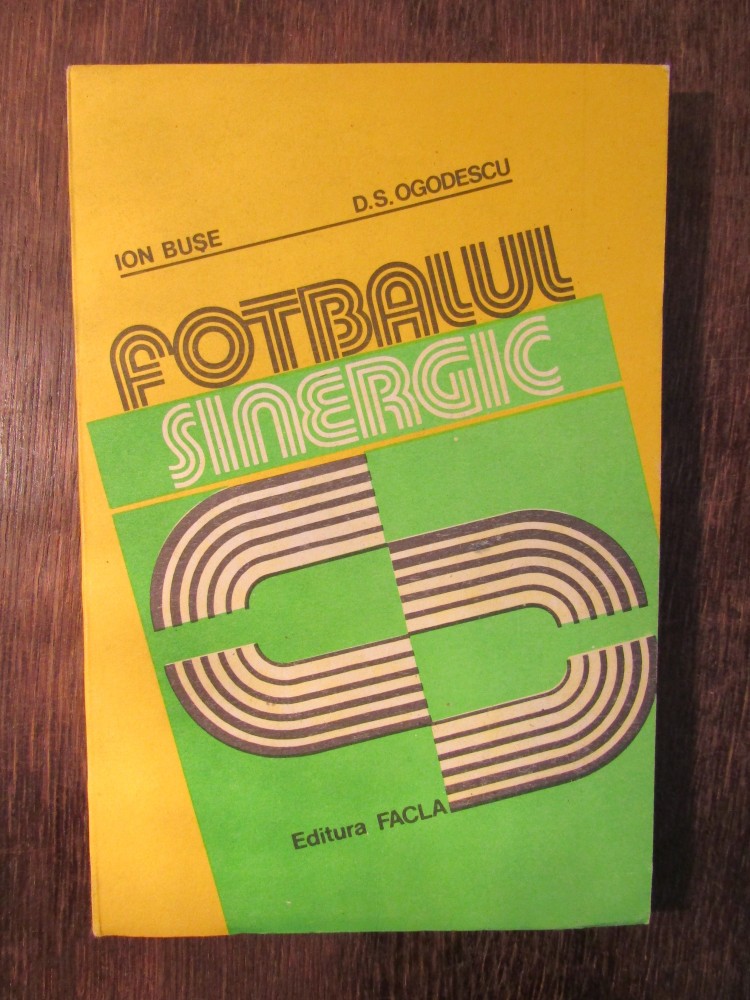 ION BUȘE
D.S. OGODESCU
FOTBALUL
SINERGIC
Editura FACLA